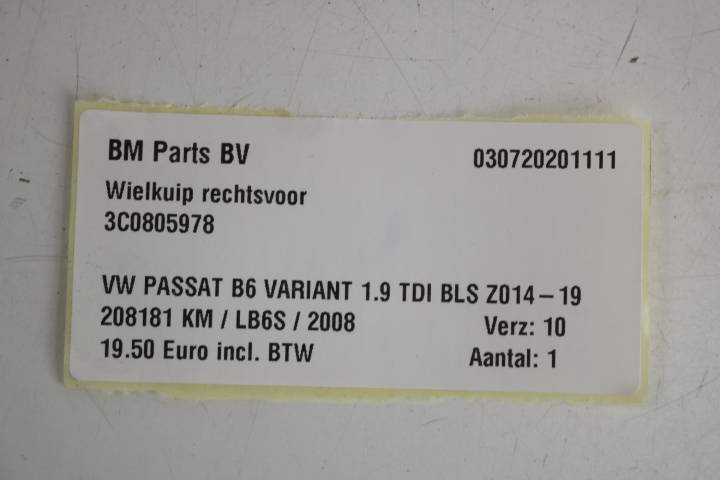 BM Parts BV 030720201111
Wielkuip rechtsvoor
3C0805978
VW PASSAT B6 VARIANT 1.9 TDI BLS Z014-19
208181 KM / LB6S / 2008 Verz: 10
19.50 Euro incl. BTW Aantal: 1